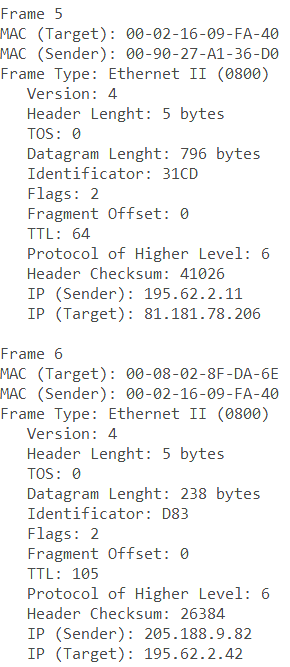 Frame 5
MAC (Target): 00-02-16-09-FA-40
MAC (Sender): 00-90-27-A1-36-D0
Frame Type: Ethernet II (0800)
Version: 4
Header Lenght: 5 bytes
TOS: 0
Datagram Lenght: 796 bytes
Identificator: 31CD
Flags: 2
Fragment Offset: 0
TTL: 64
Protocol of Higher Level: 6
Header Checksum: 41026
IP (Sender): 195.62.2.11
IP (Target): 81.181.78.206
Frame 6
MAC (Target): 00-08-02-8F-DA-6E
MAC (Sender): 00-02-16-09-FA-40
Frame Type: Ethernet II (0800)
Version: 4
Header Lenght: 5 bytes
TOS: 0
Datagram Lenght: 238 bytes
Identificator: D83
Flags: 2
Fragment Offset: 0
TTL: 105
Protocol of Higher Level: 6
Header Checksum: 26384
IP (Sender): 205.188.9.82
IP (Target): 195.62.2.42